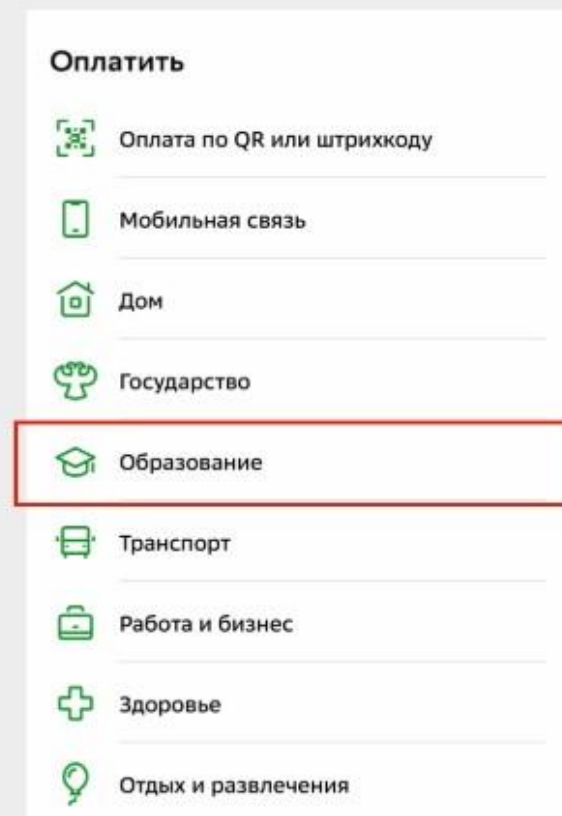 Оплатить
Оплата по QR или штрихкоду
Мобильная связь
Дом
Государство
Образование
Транспорт
Работа и бизнес
Здоровье
Отдых и развлечения